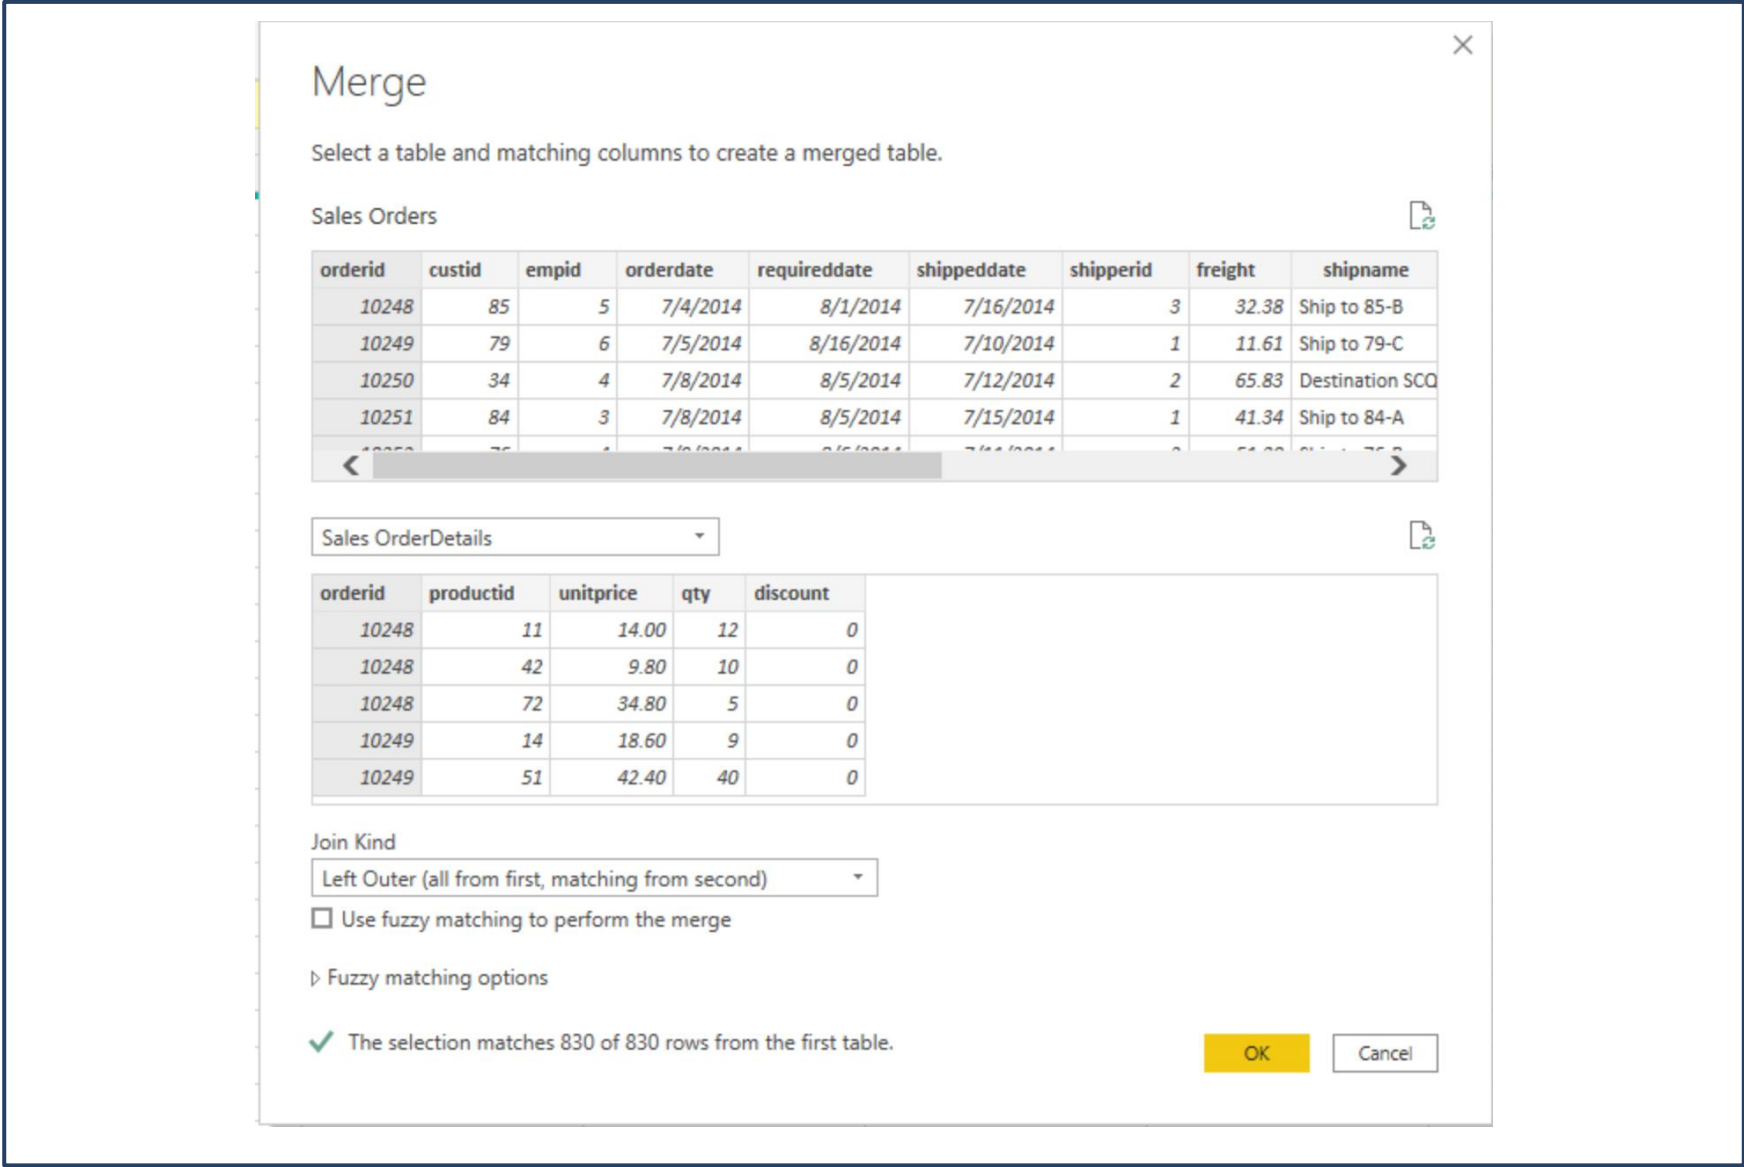 Merge
Select a table and matching columns to create a merged table.
Sales Orders
orderid custid empid orderdate requireddate shippeddate shipperid freight shipname
10248 85 5 7/4/2014 8/1/2014 7/16/2014 3 32.38 Ship to 85-B
10249 79 6 7/5/2014 8/16/2014 7/10/2014 1 11.61 Ship to 79-C
10250 34 4 7/8/2014 8/5/2014 7/12/2014 2 65.83 Destination SCQ
10251 84 3 7/8/2014 8/5/2014 7/15/2014 1 41.34 Ship to 84-A
Sales OrderDetails
orderid productid unitprice qty discount
10248 11 14.00 12 0
10248 42 9.80 10 0
10248 72 34.80 5 0
10249 14 18.60 9 0
10249 51 42.40 40 0
Join Kind
Left Outer (all from first, matching from second)
Use fuzzy matching to perform the merge
Fuzzy matching options
The selection matches 830 of 830 rows from the first table.
OK Cancel